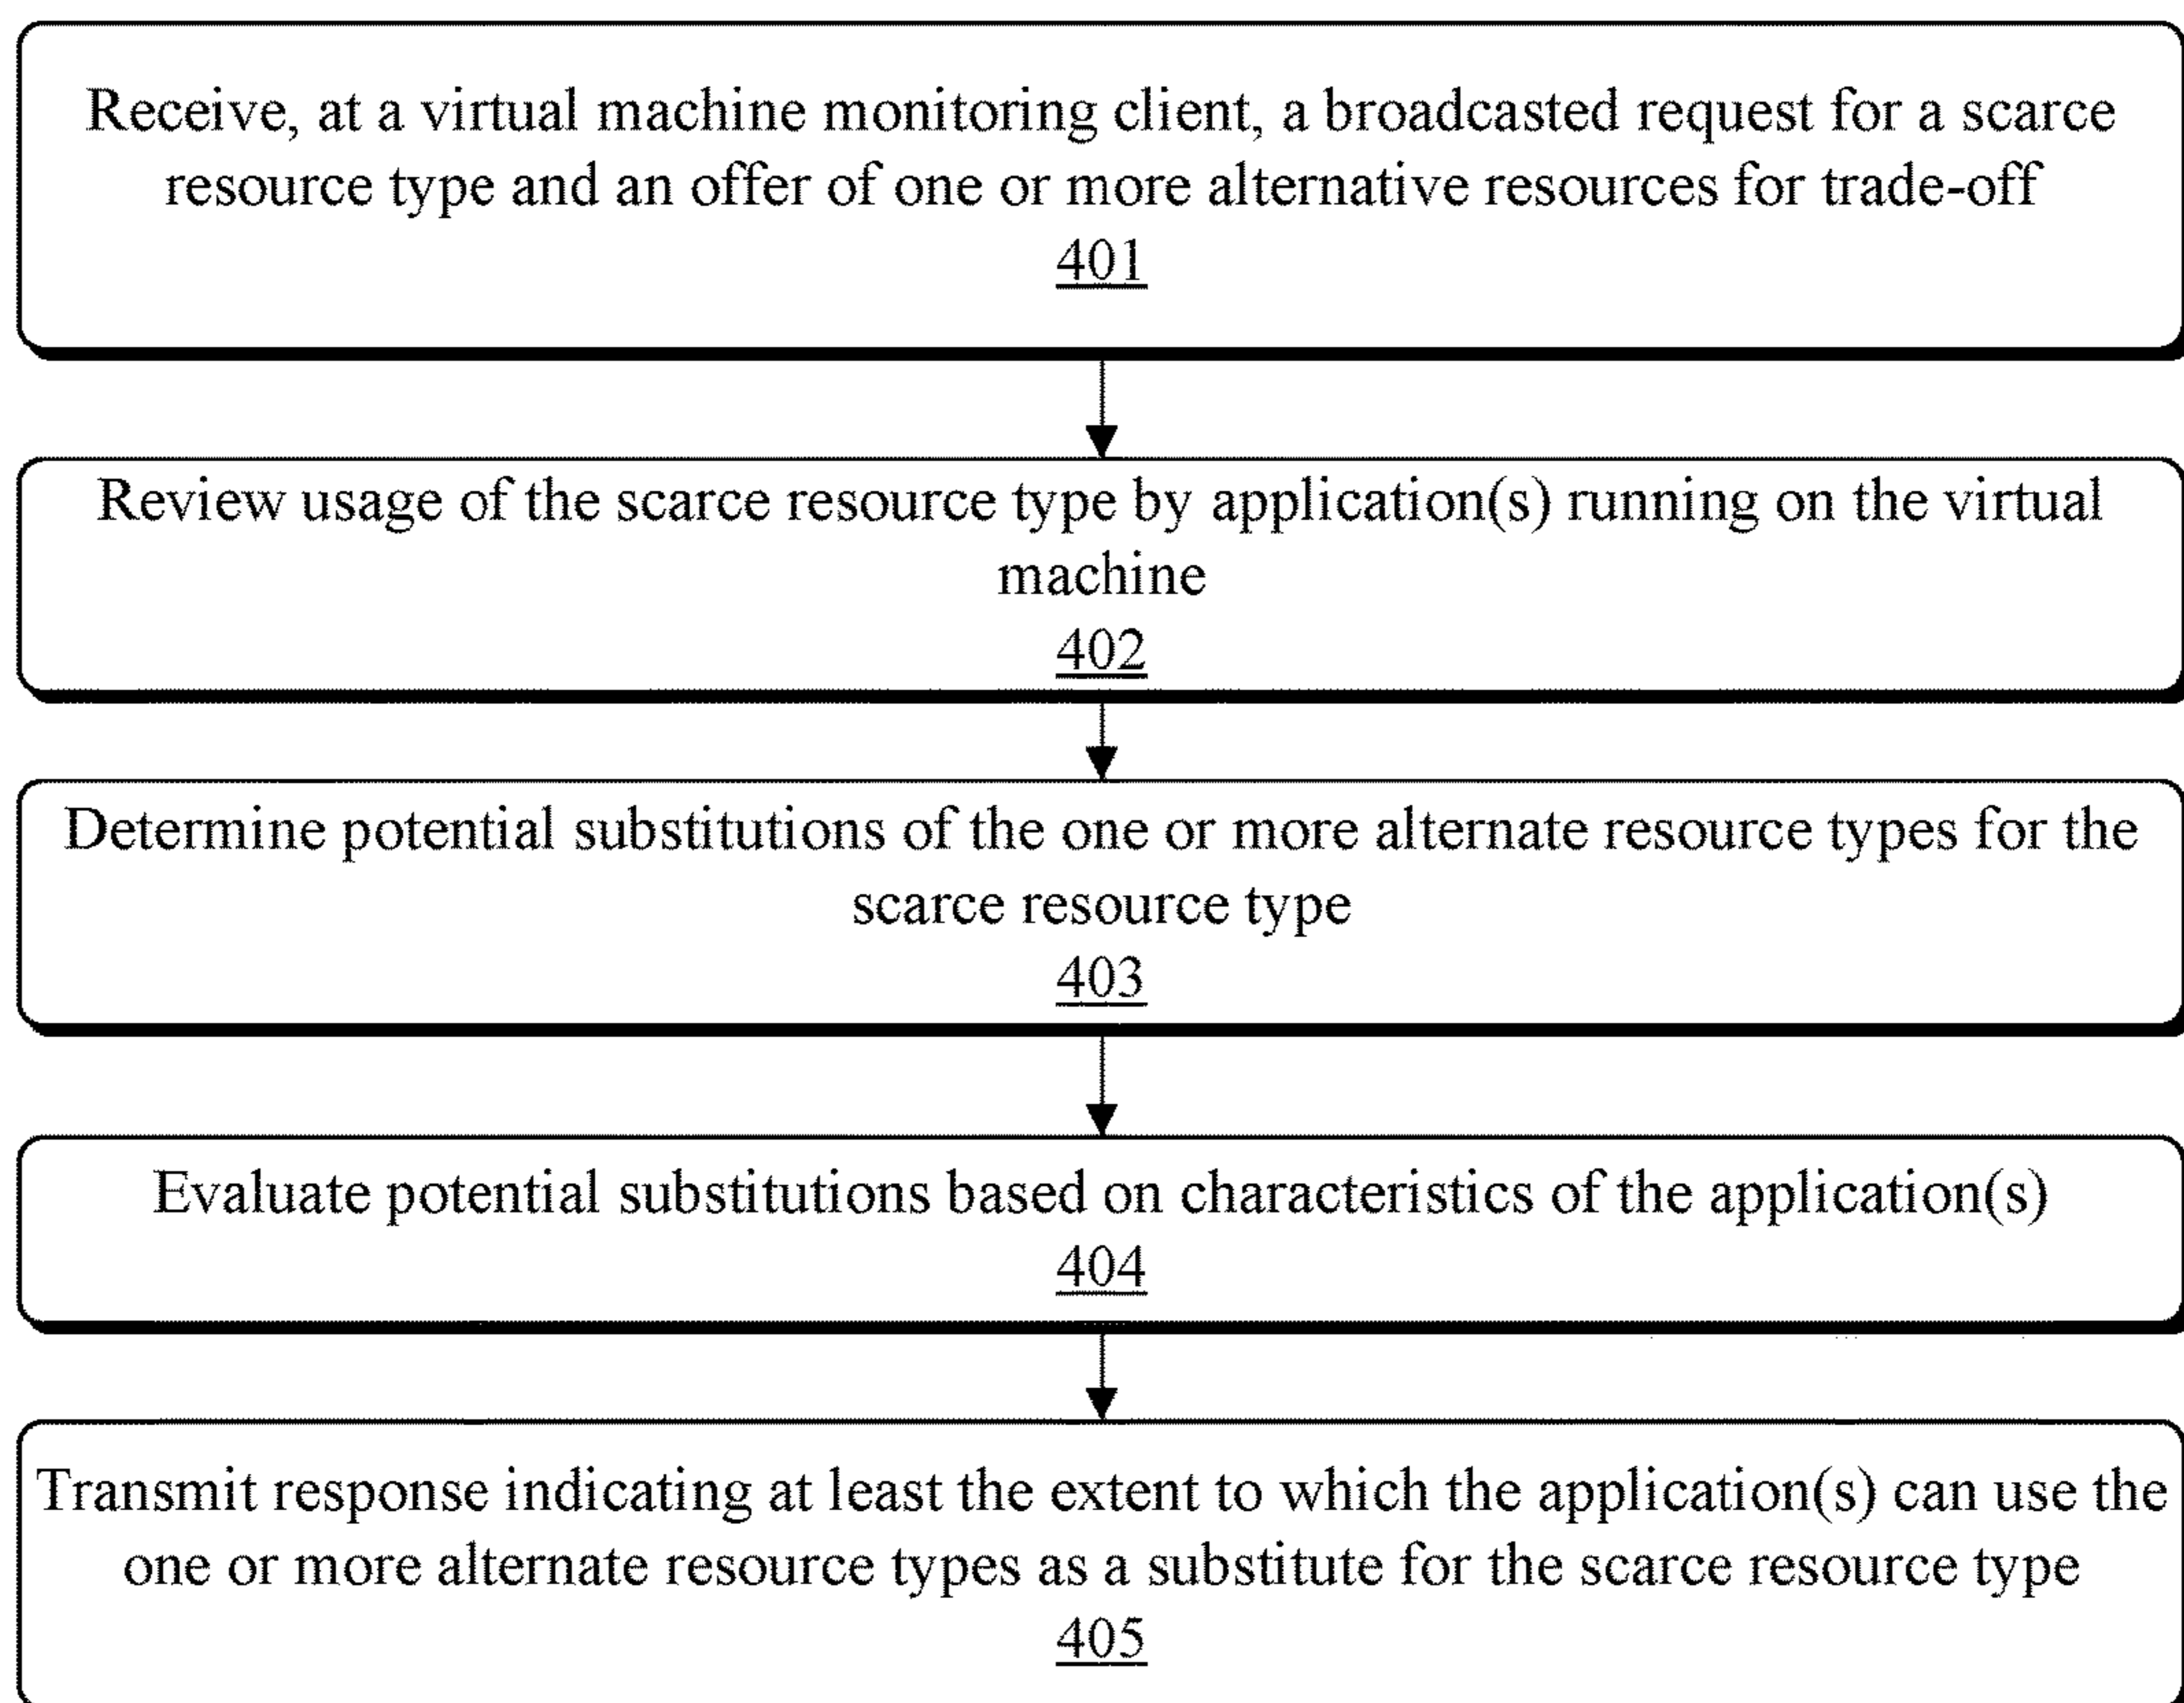 Receive, at a virtual machine monitoring client, a broadcasted request for a scarce
resource type and an offer of one or more alternative resources for trade-off
401
Review usage of the scarce resource type by application(s) running on the virtual
machine
402
Determine potential substitutions of the one or more alternate resource types for the
scarce resource type
403
Evaluate potential substitutions based on characteristics of the application(s)
404
Transmit response indicating at least the extent to which the application(s) can use the
one or more alternate resource types as a substitute for the scarce resource type
405